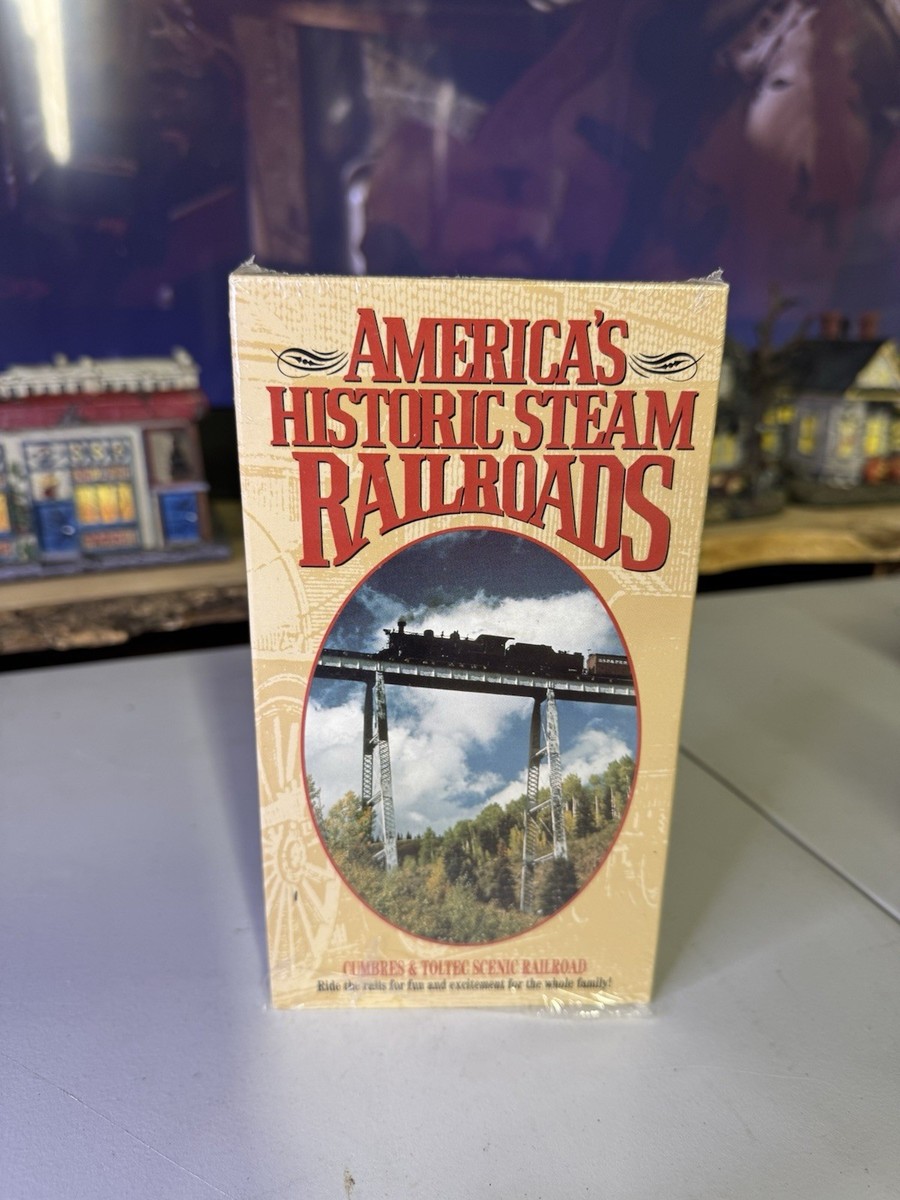 AMERICA'S
HISTORIC STEAM
RAILROADS
CUMBRES & TOLTEC SCENIC RAILROAD
Ride the rails for fun and excitement for the whole family!